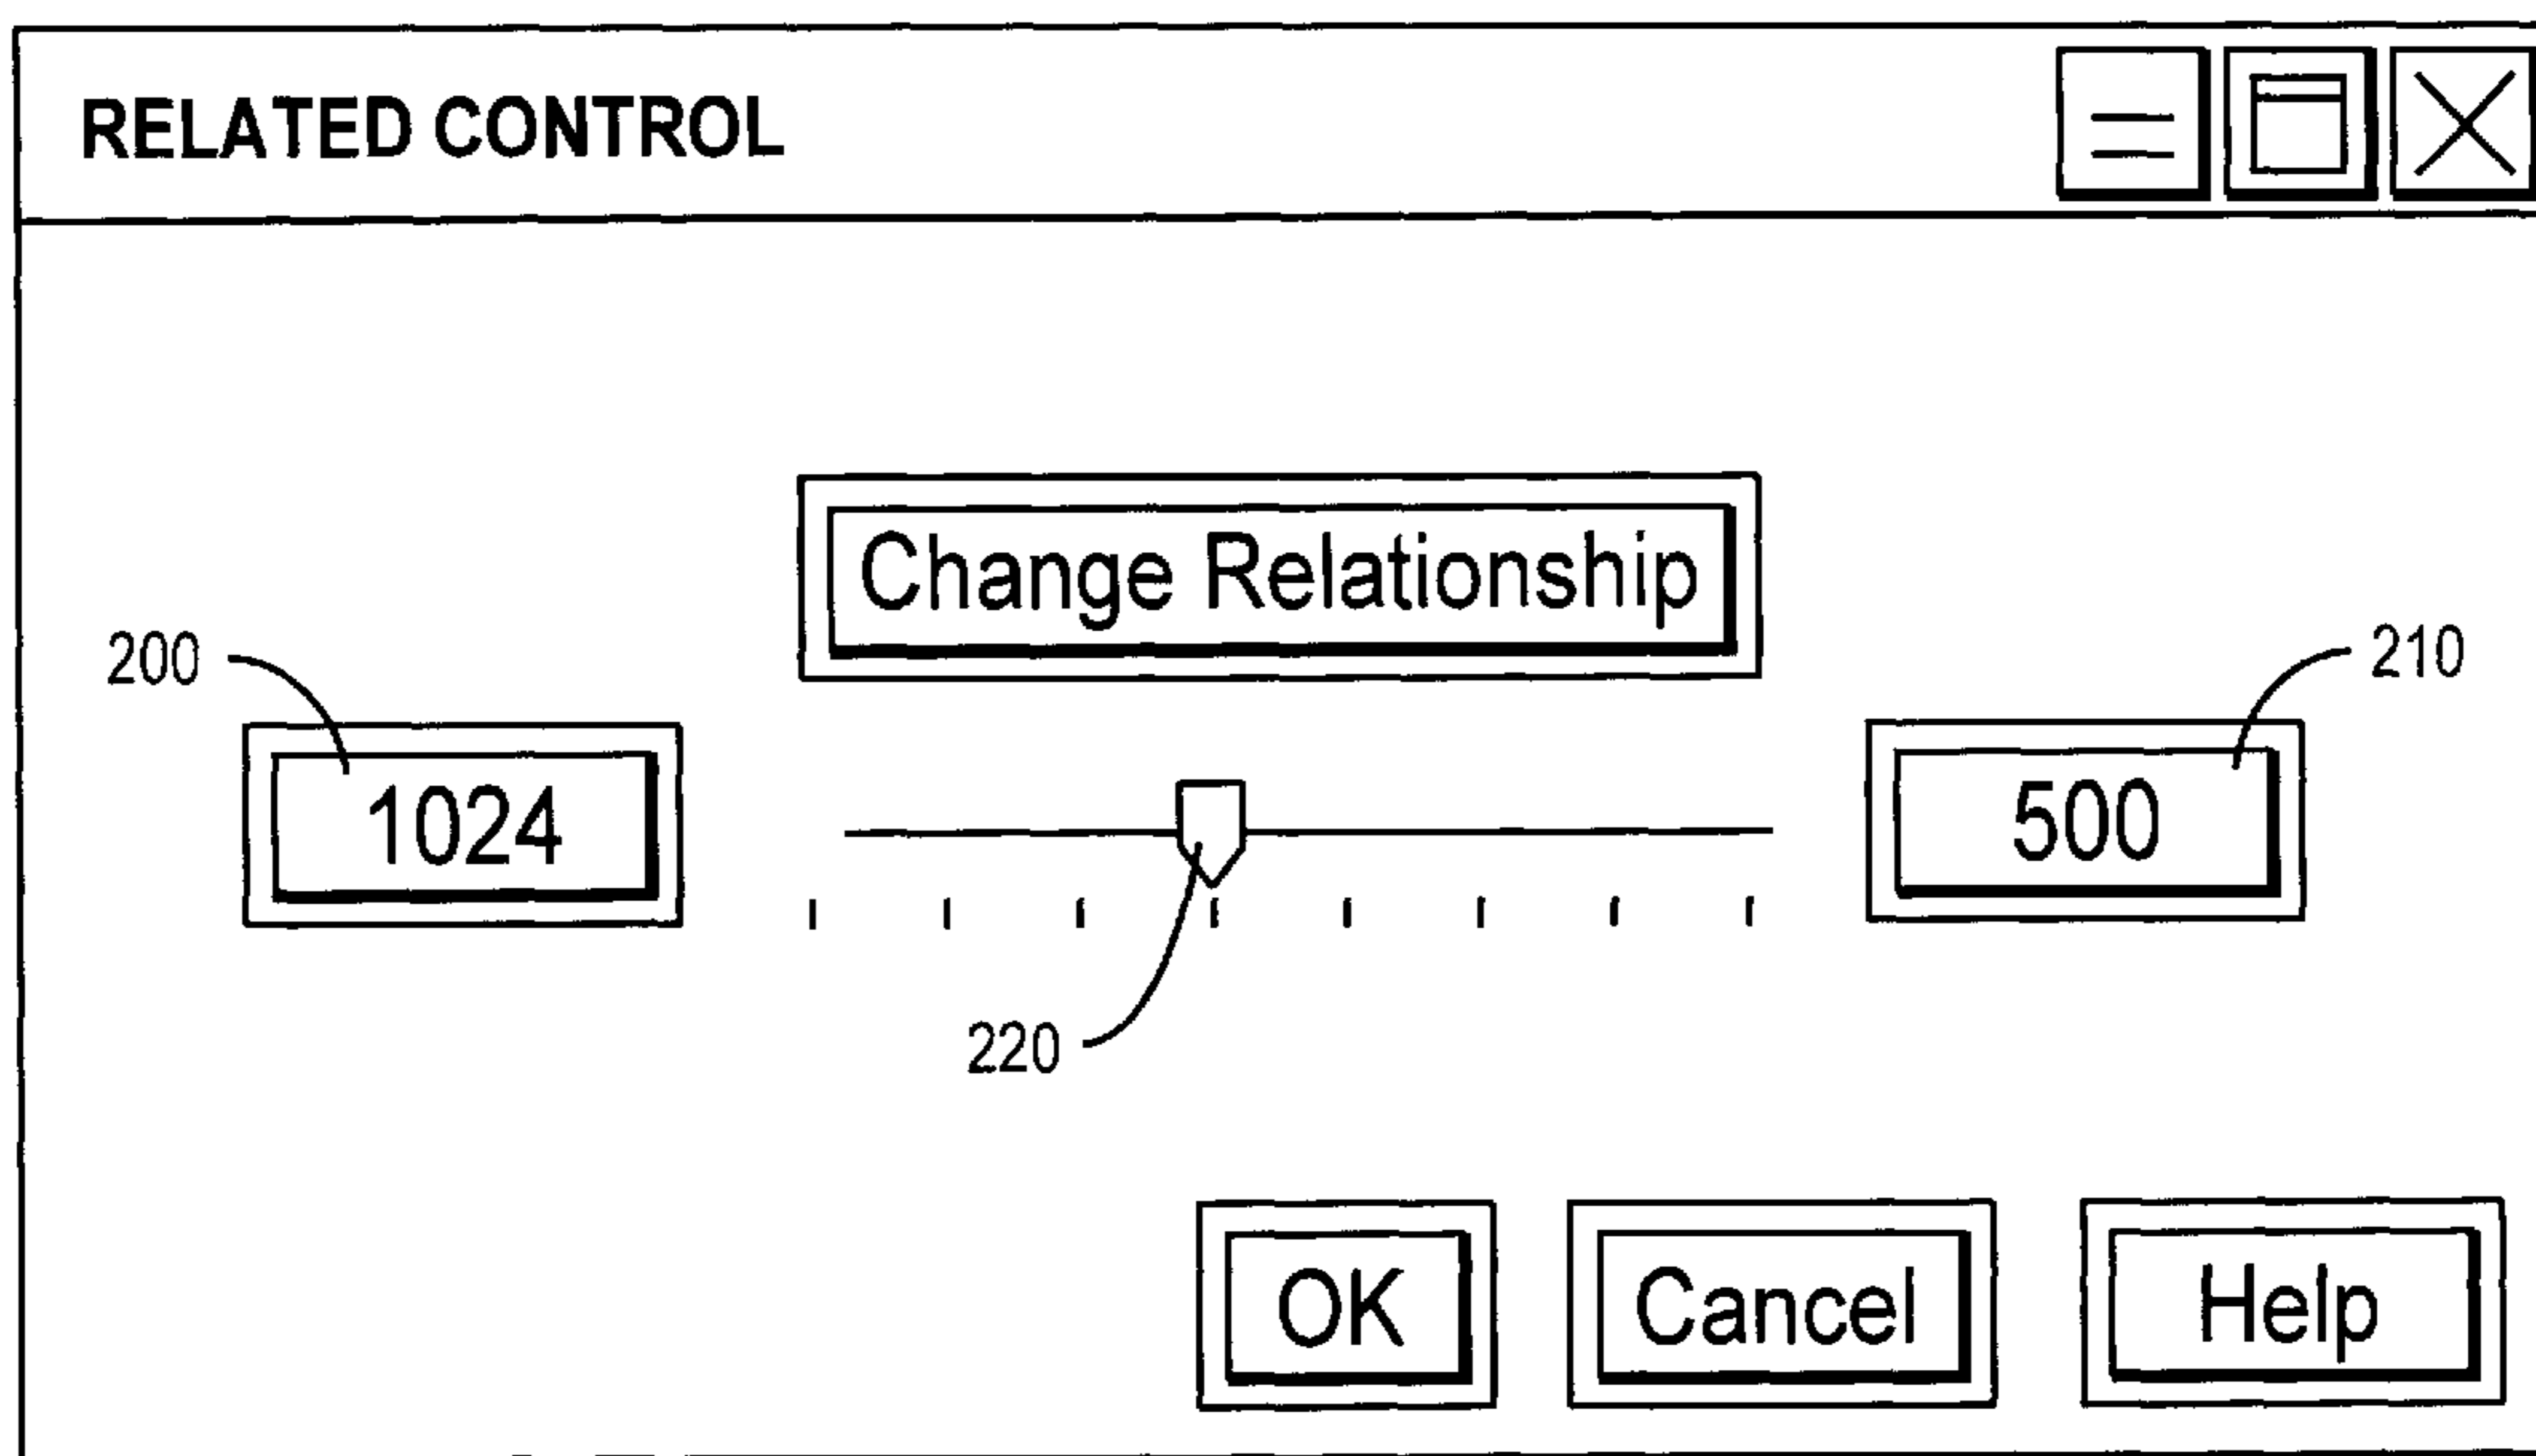 RELATED CONTROL
Change Relationship
200
210
1024
500
220
OK
Cancel
Help